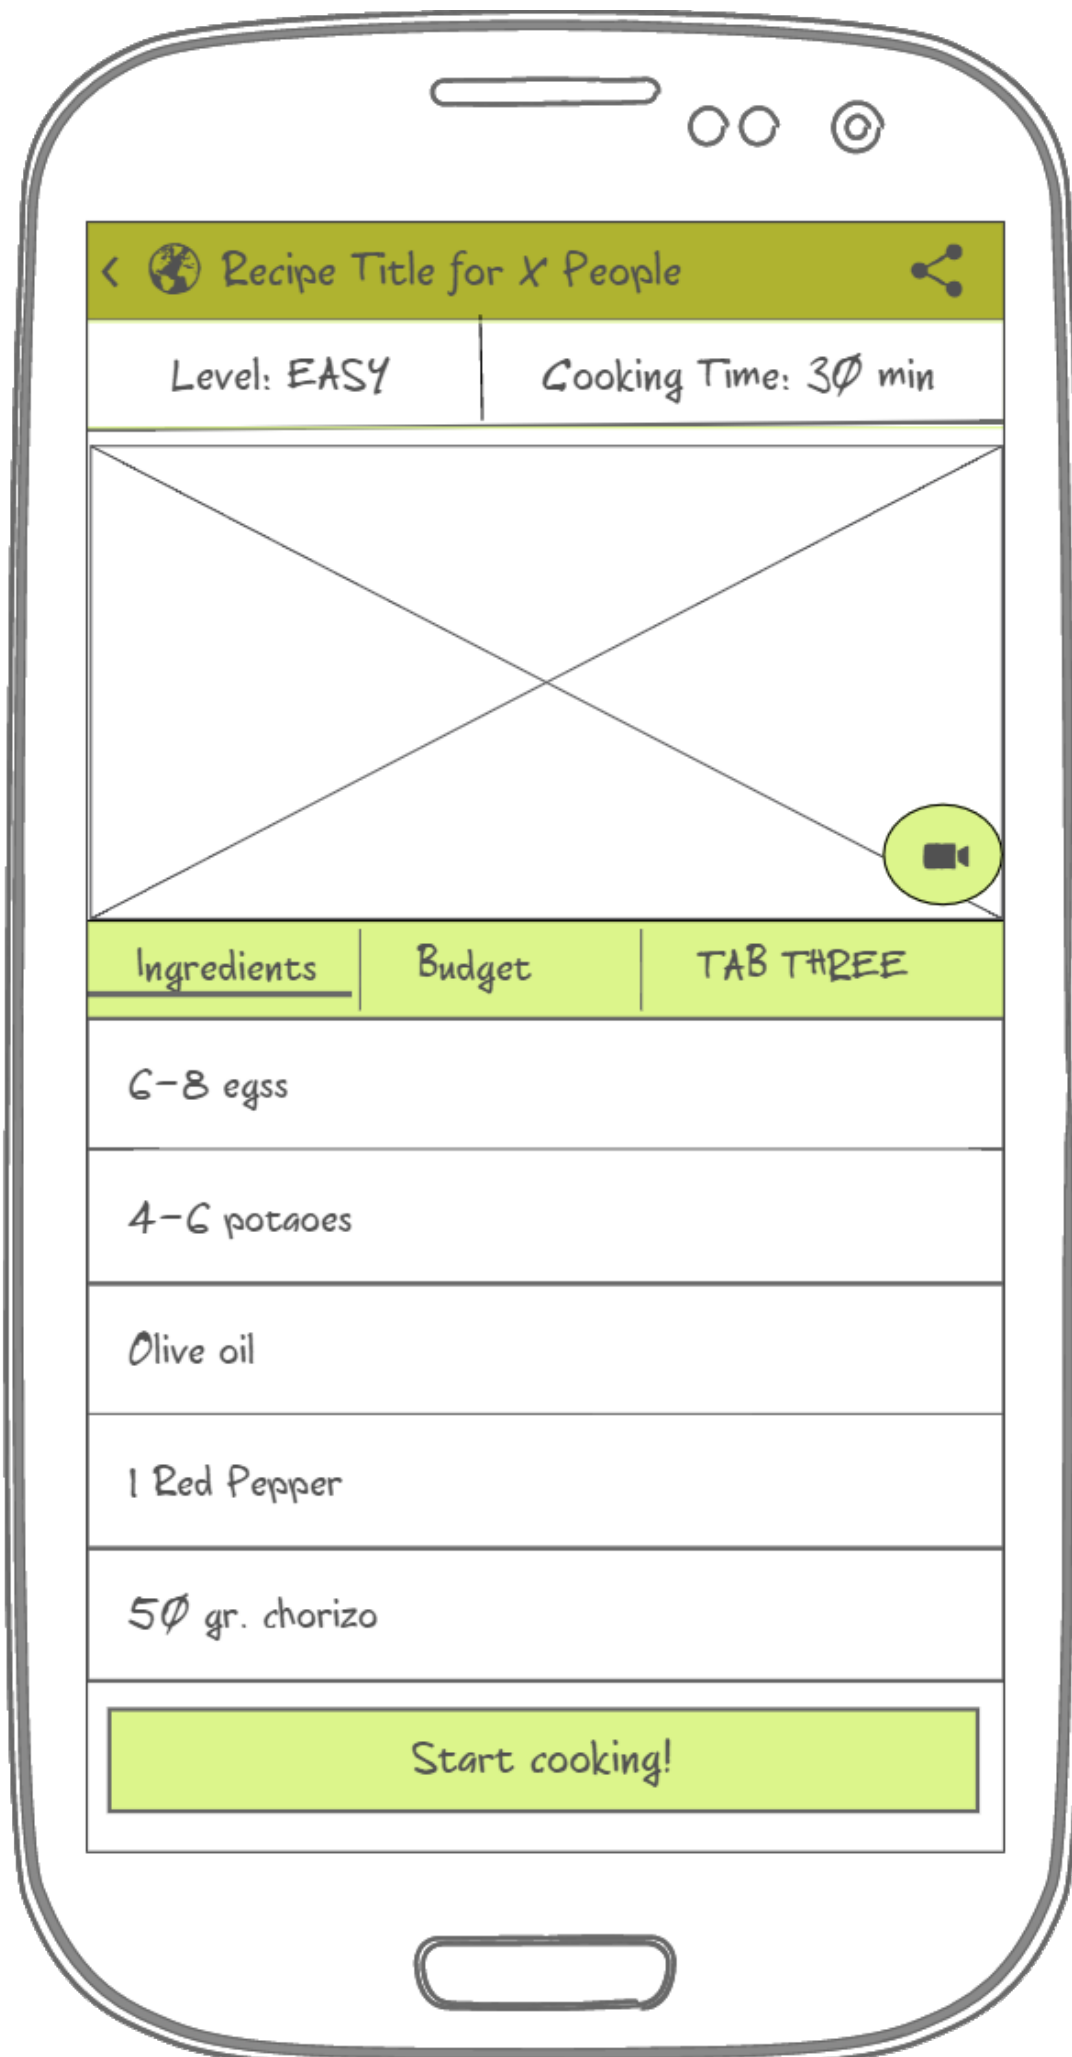 Recipe Title for X People
Level: EASY
Cooking Time: 30 min
Ingredients
Budget
TAB THREE
6-8 egss
4-6 potaoes
Olive oil
1 Red Pepper
50 gr. chorizo
Start cooking!